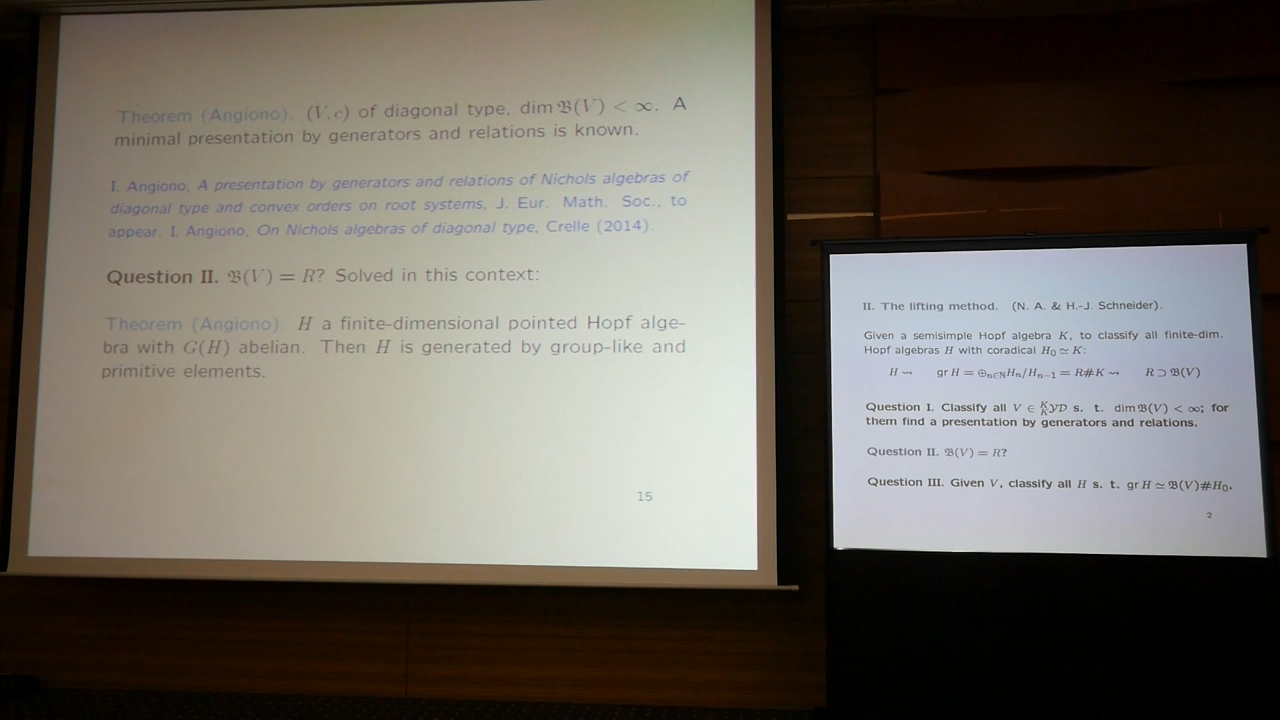 Theorem (Angiono). (V, c) of diagonal type, dim 𝔅(V) < ∞. A
minimal presentation by generators and relations is known.
I. Angiono, A presentation by generators and relations of Nichols algebras of
diagonal type and convex orders on root systems, J. Eur. Math. Soc., to
appear. I. Angiono, On Nichols algebras of diagonal type, Crelle (2014).
Question II. 𝔅(V) = R? Solved in this context:
Theorem (Angiono). H a finite-dimensional pointed Hopf alge-
bra with G(H) abelian. Then H is generated by group-like and
primitive elements.
15
II. The lifting method. (N. A. & H.-J. Schneider).
Given a semisimple Hopf algebra K, to classify all finite-dim.
Hopf algebras H with coradical H₀ ≃ K:
H ⇝ gr H = ⊕ₙ∈ℕHₙ/Hₙ₋₁ = R#K ⇝ R ⊃ 𝔅(V)
Question I. Classify all V ∈ ᴷ_K𝒴𝒟 s. t. dim 𝔅(V) < ∞; for
them find a presentation by generators and relations.
Question II. 𝔅(V) = R?
Question III. Given V, classify all H s. t. gr H ≃ 𝔅(V)#H₀.
2